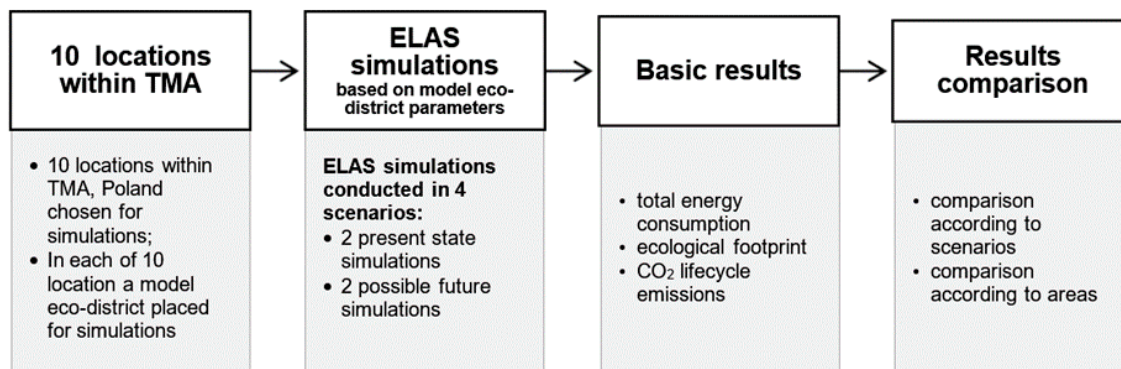 10 locations
within TMA
• 10 locations within
TMA, Poland
chosen for
simulations;
• In each of 10
location a model
eco-district placed
for simulations
ELAS
simulations
based on model eco-
district parameters
ELAS simulations
conducted in 4
scenarios:
• 2 present state
simulations
• 2 possible future
simulations
Basic results
• total energy
consumption
• ecological footprint
• CO₂ lifecycle
emissions
Results
comparison
• comparison
according to
scenarios
• comparison
according to areas